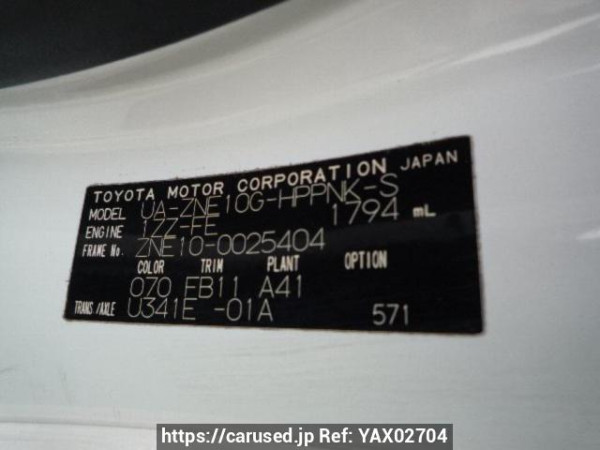 TOYOTA MOTOR CORPORATION JAPAN
MODEL UA-ZNE10G-HPPNK-S
ENGINE 1ZZ-FE 1794 mL
FRAME No. ZNE10-0025404
COLOR TRIM PLANT OPTION
070 FB11 A41
TRANS/AXLE U341E -01A 571
https://carused.jp Ref: YAX02704